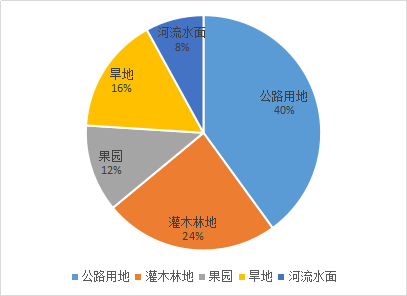 河流水面
8%
旱地
16%
公路用地
40%
果园
12%
灌木林地
24%
公路用地 灌木林地 果园 旱地 河流水面